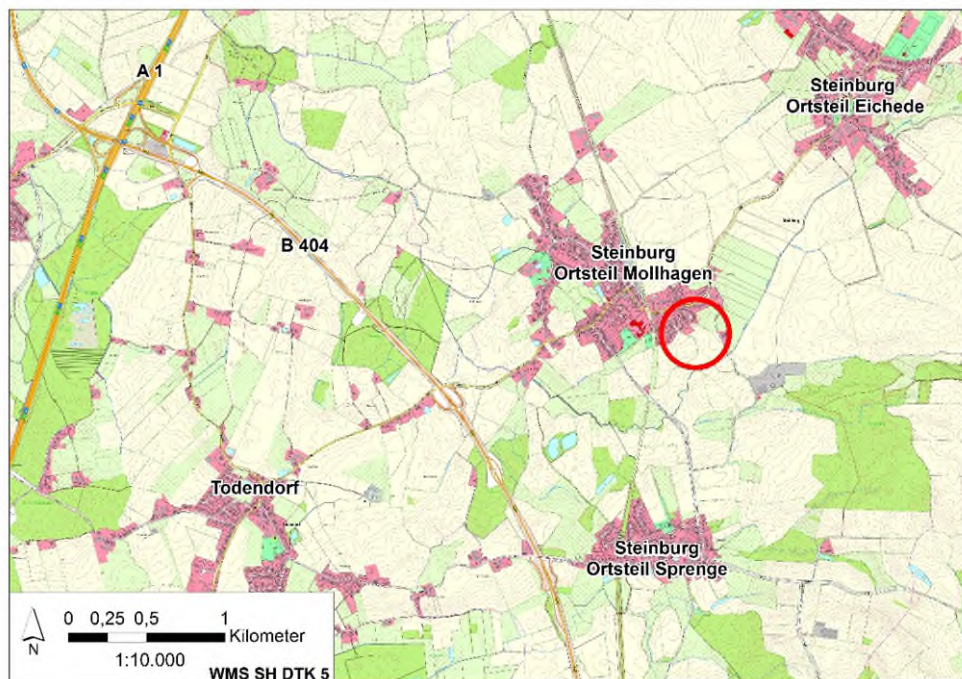 A 1
Steinburg
Ortsteil Eichede
B 404
Steinburg
Ortsteil Mollhagen
Todendorf
Steinburg
Ortsteil Sprenge
0 0,25 0,5 1
Kilometer
N
1:10.000
WMS SH DTK 5